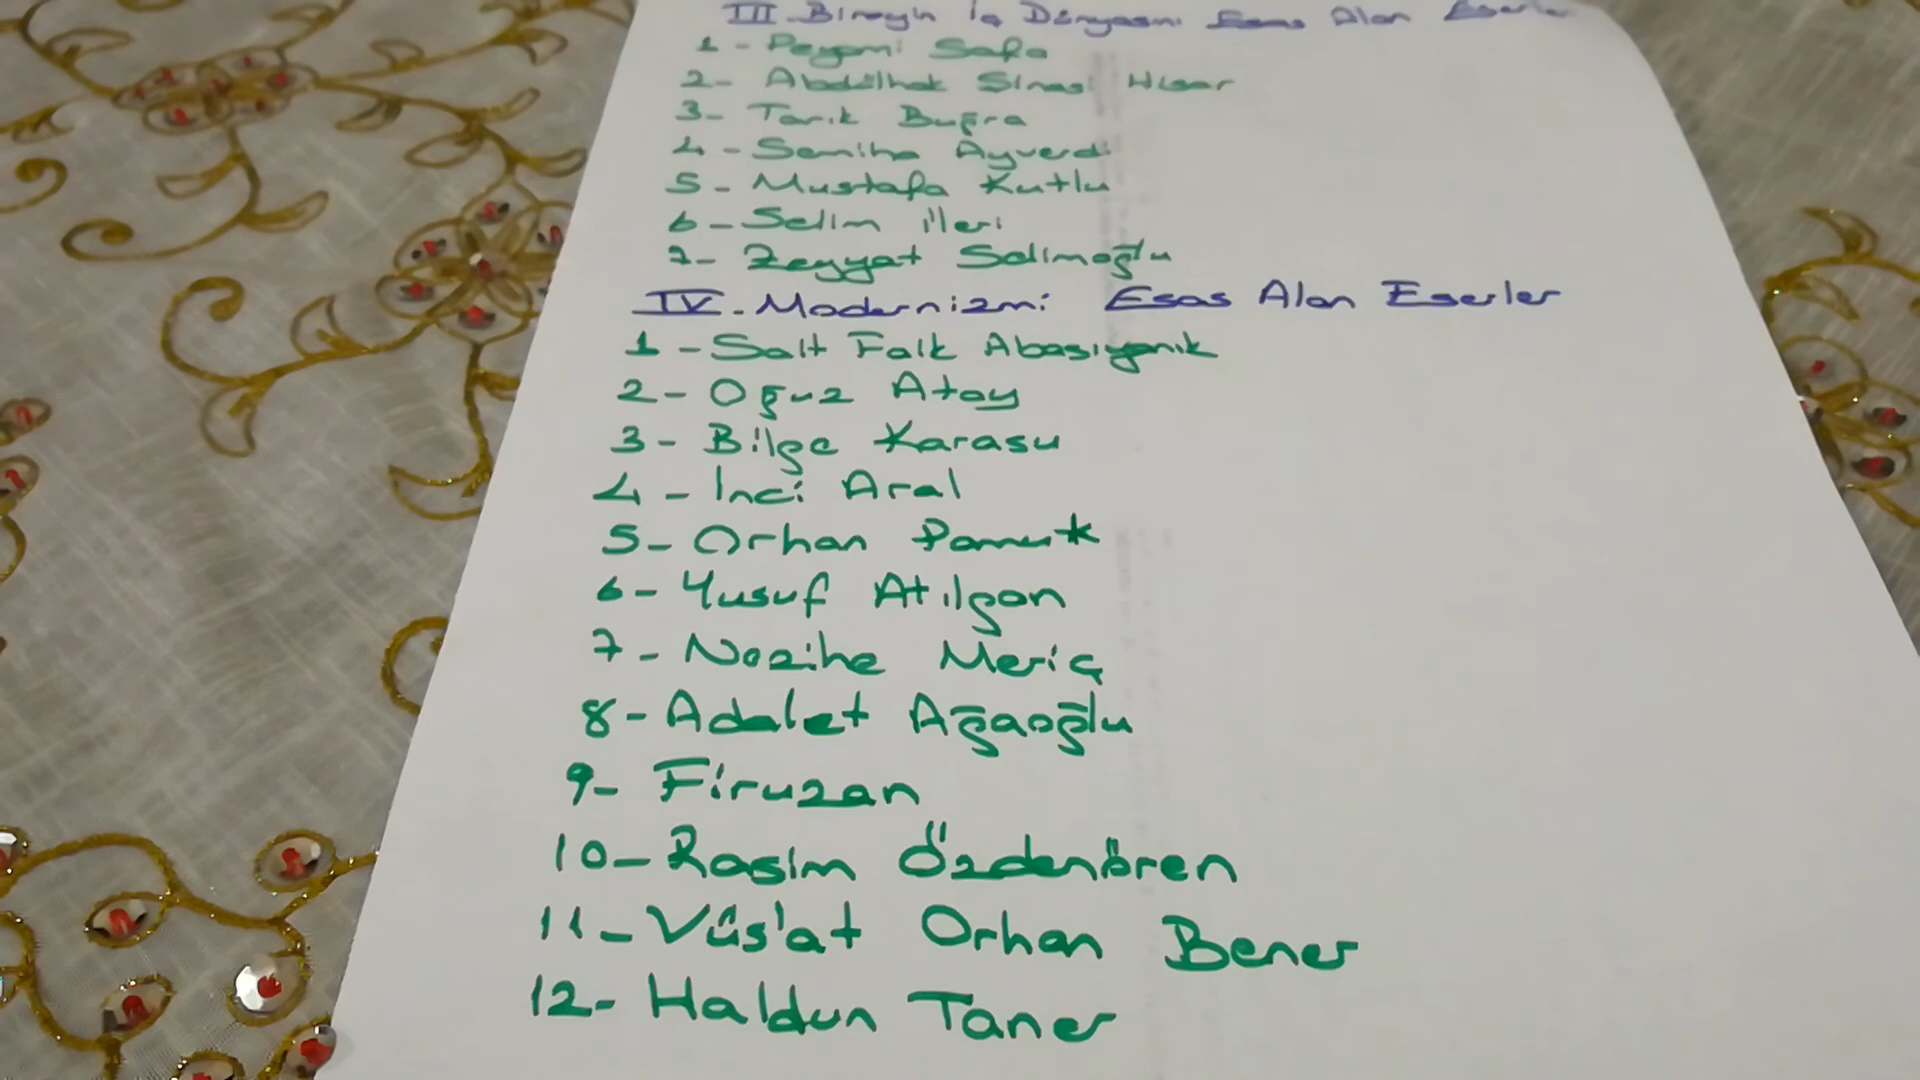 III. Bireyin İç Dünyasını Esas Alan Eserler
1 - Peyami Safa
2- Abdülhak Şinasi Hisar
3- Tarık Buğra
4 - Samiha Ayverdi
5 - Mustafa Kutlu
6 - Selim İleri
7- Zeyyat Selimoğlu
IV. Modernizmi Esas Alan Eserler
1 - Sait Faik Abasıyanık
2 - Oğuz Atay
3 - Bilge Karasu
4 - İnci Aral
5- Orhan Pamuk
6 - Yusuf Atılgan
7 - Nezihe Meriç
8 - Adalet Ağaoğlu
9- Firuzan
10- Rasim Özdenören
11- Vüs'at Orhan Bener
12- Haldun Taner